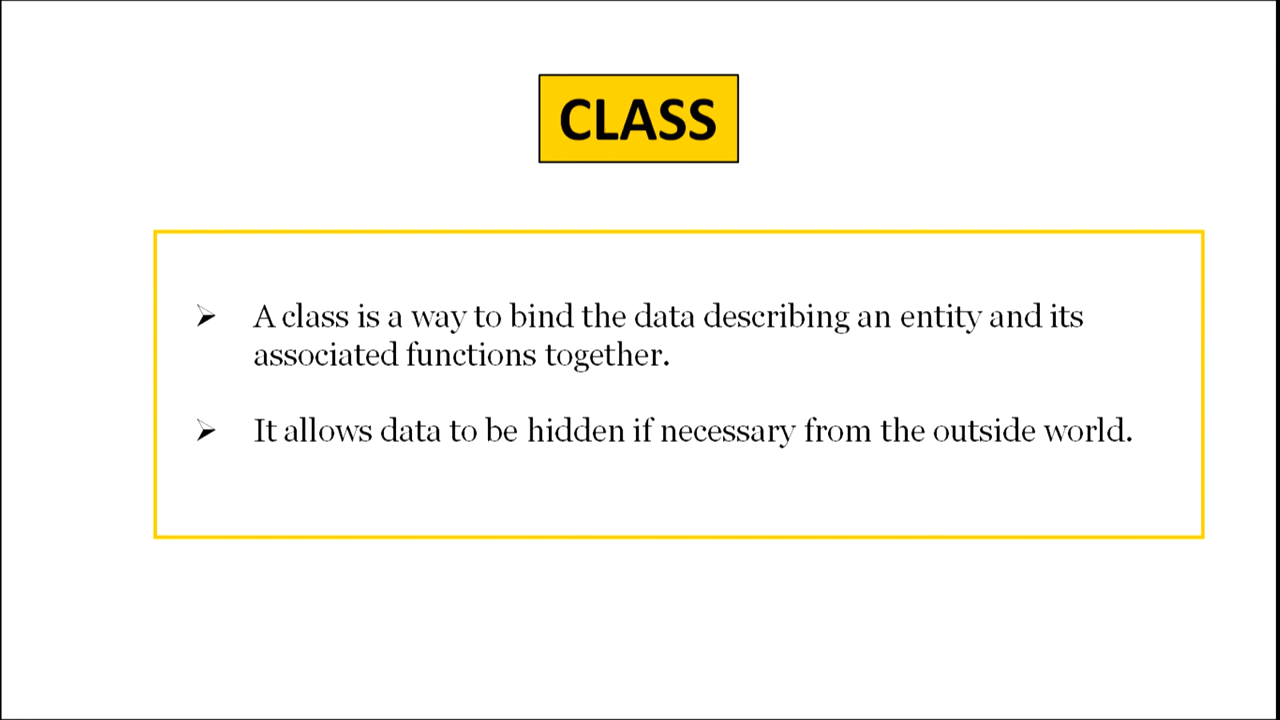 CLASS
➢ A class is a way to bind the data describing an entity and its
associated functions together.
➢ It allows data to be hidden if necessary from the outside world.